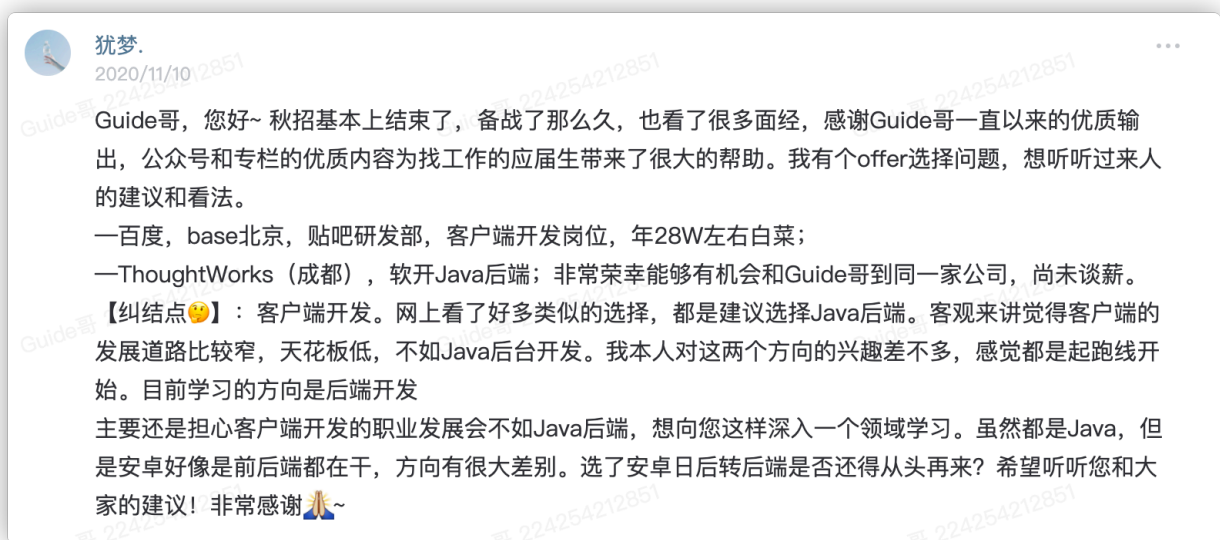 犹梦.
2020/11/10
Guide哥，您好~ 秋招基本上结束了，备战了那么久，也看了很多面经，感谢Guide哥一直以来的优质输
出，公众号和专栏的优质内容为找工作的应届生带来了很大的帮助。我有个offer选择问题，想听听过来人
的建议和看法。
—百度，base北京，贴吧研发部，客户端开发岗位，年28W左右白菜；
—ThoughtWorks（成都），软开Java后端；非常荣幸能够有机会和Guide哥到同一家公司，尚未谈薪。
【纠结点🤔】：客户端开发。网上看了好多类似的选择，都是建议选择Java后端。客观来讲觉得客户端的
发展道路比较窄，天花板低，不如Java后台开发。我本人对这两个方向的兴趣差不多，感觉都是起跑线开
始。目前学习的方向是后端开发
主要还是担心客户端开发的职业发展会不如Java后端，想向您这样深入一个领域学习。虽然都是Java，但
是安卓好像是前后端都在干，方向有很大差别。选了安卓日后转后端是否还得从头再来？希望听听您和大
家的建议！非常感谢🙏~
Guide哥 224254212851